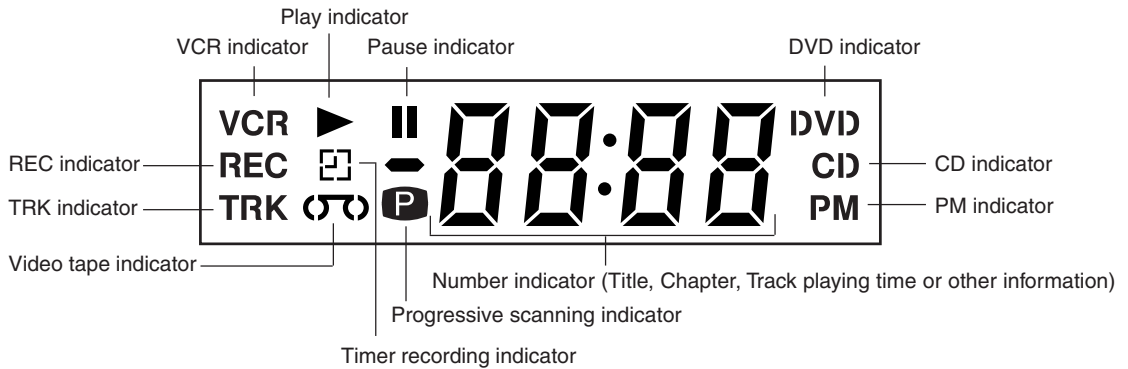 Play indicator
VCR indicator
Pause indicator
DVD indicator
VCR
88:88
DVD
REC indicator
REC
CD
CD indicator
TRK indicator
TRK
P
PM
PM indicator
Video tape indicator
Number indicator (Title, Chapter, Track playing time or other information)
Progressive scanning indicator
Timer recording indicator